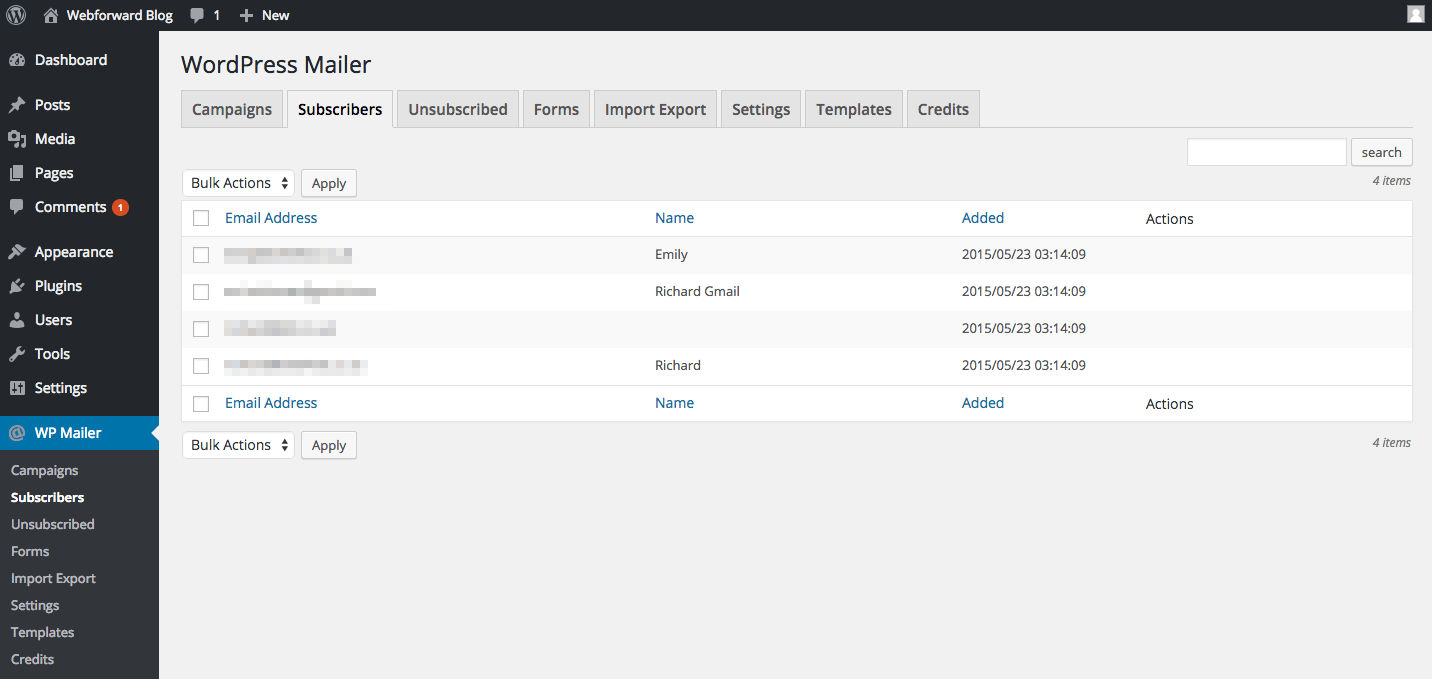 Webforward Blog 1 + New
Dashboard
Posts
Media
Pages
Comments 1
Appearance
Plugins
Users
Tools
Settings
@ WP Mailer
Campaigns
Subscribers
Unsubscribed
Forms
Import Export
Settings
Templates
Credits
WordPress Mailer
Campaigns Subscribers Unsubscribed Forms Import Export Settings Templates Credits
search
Bulk Actions Apply 4 items
Email Address Name Added Actions
Emily 2015/05/23 03:14:09
Richard Gmail 2015/05/23 03:14:09
2015/05/23 03:14:09
Richard 2015/05/23 03:14:09
Email Address Name Added Actions
Bulk Actions Apply 4 items